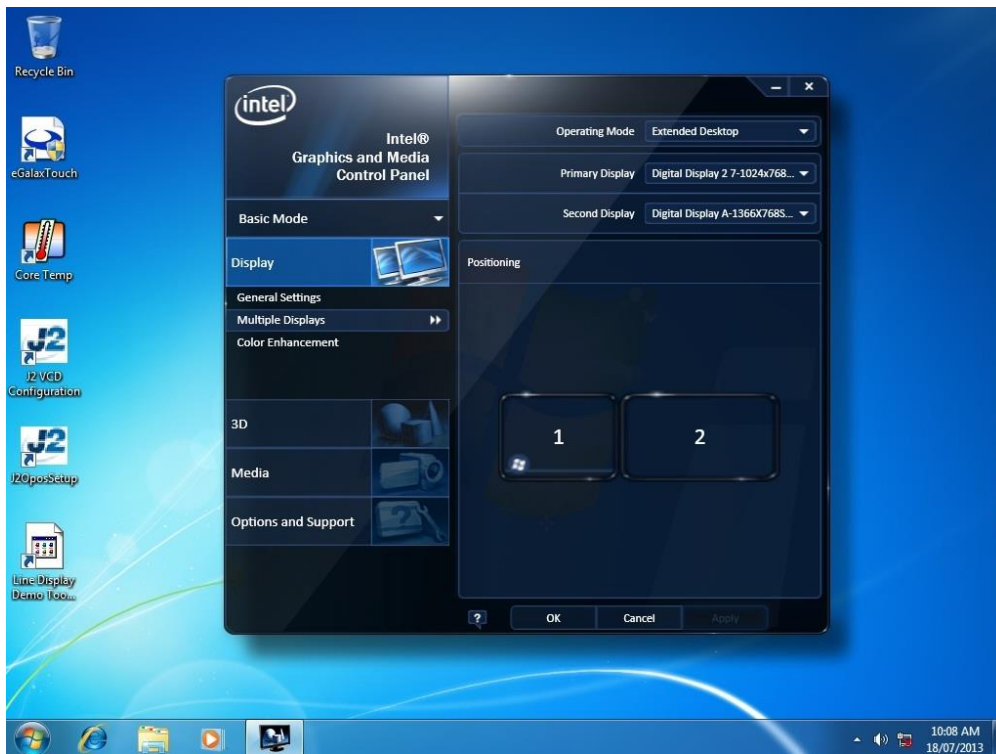 Recycle Bin
eGalaxTouch
Core Temp
J2
J2 VCD
Configuration
J2
J2OposSetup
Line Display
Demo Too...
intel
Intel®
Graphics and Media
Control Panel
Basic Mode
Display
General Settings
Multiple Displays
Color Enhancement
3D
Media
Options and Support
Operating Mode Extended Desktop
Primary Display Digital Display 2 7-1024x768...
Second Display Digital Display A-1366X768S...
Positioning
1 2
? OK Cancel Apply
10:08 AM
18/07/2013